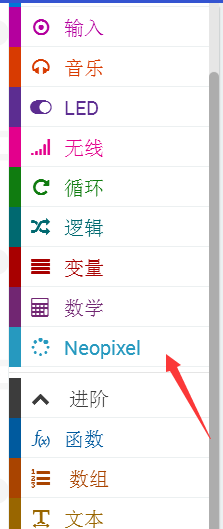 输入
音乐
LED
无线
循环
逻辑
变量
数学
Neopixel
进阶
f(x) 函数
数组
文本